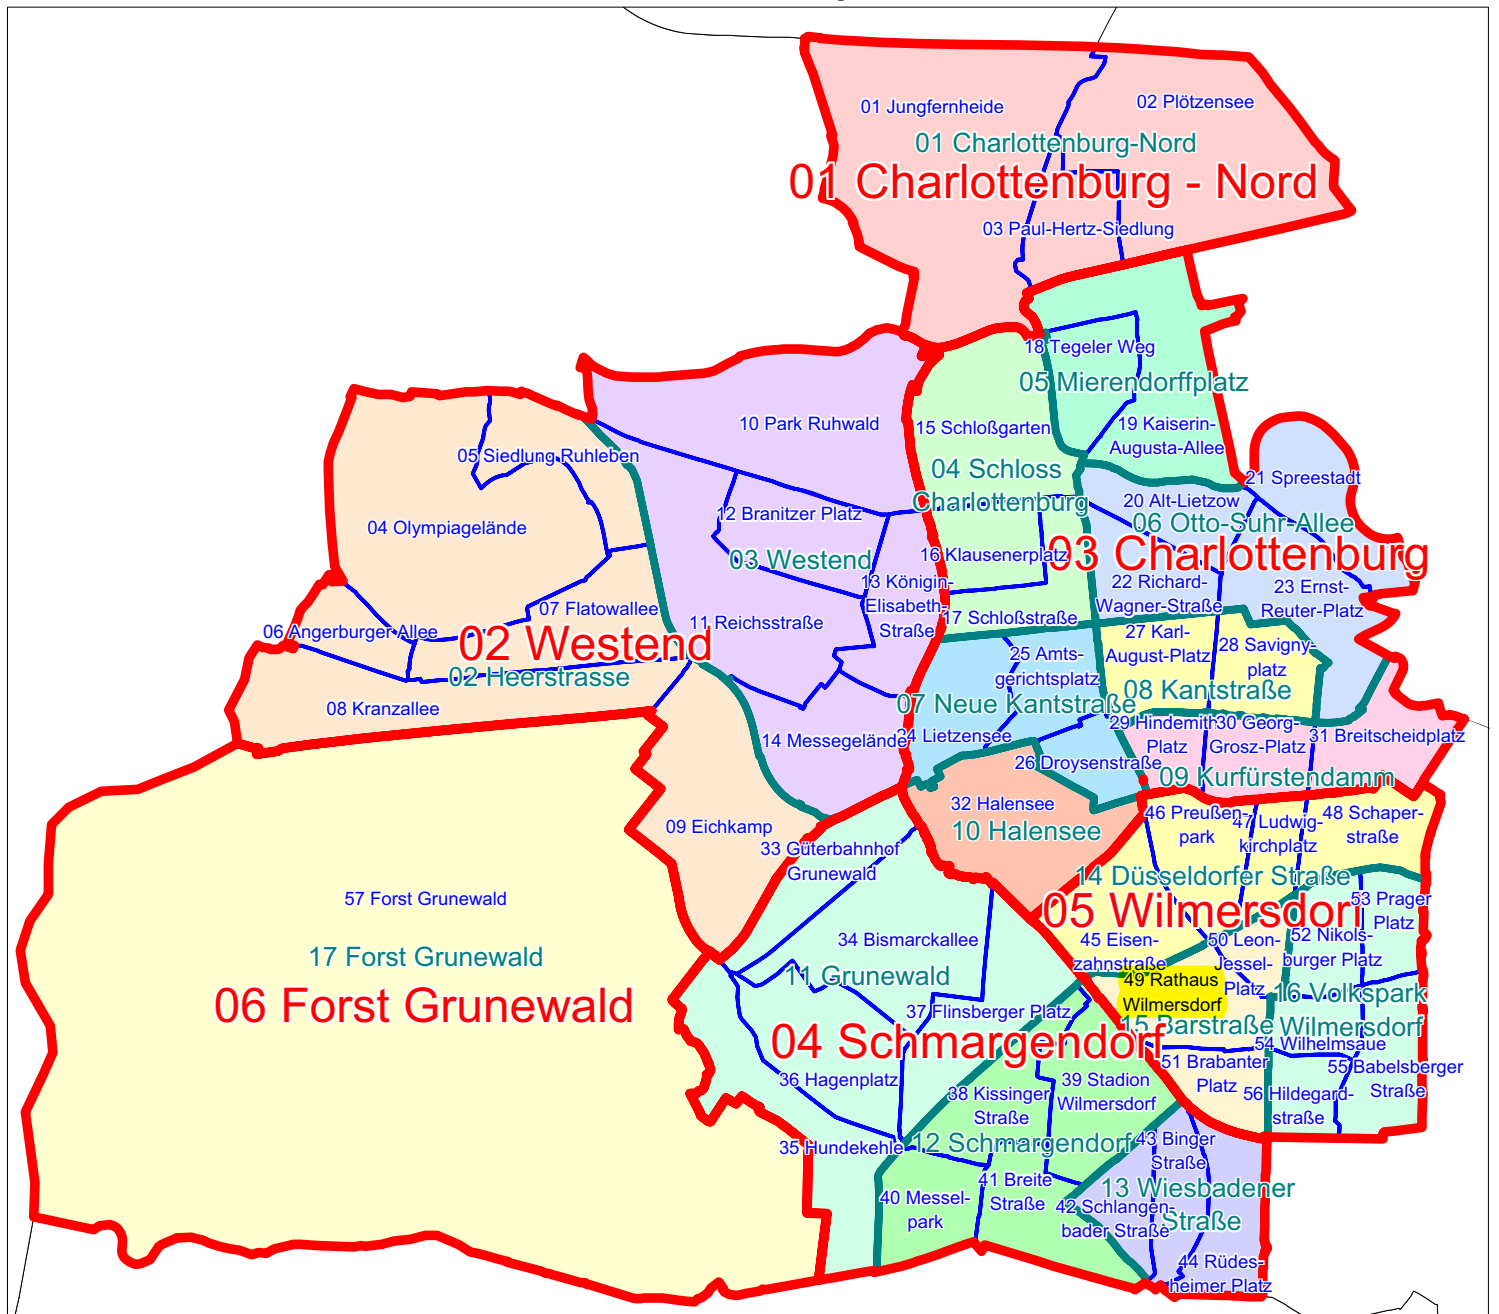 01 Jungfernheide
02 Plötzensee
01 Charlottenburg-Nord
01 Charlottenburg - Nord
03 Paul-Hertz-Siedlung
18 Tegeler Weg
05 Mierendorffplatz
10 Park Ruhwald
15 Schloßgarten
19 Kaiserin-
Augusta-Allee
05 Siedlung Ruhleben
04 Schloss
Charlottenburg
21 Spreestadt
20 Alt-Lietzow
04 Olympiagelände
12 Branitzer Platz
06 Otto-Suhr-Allee
03 Westend
16 Klausenerplatz
03 Charlottenburg
13 Königin-
Elisabeth-
Straße
22 Richard-
Wagner-Straße
23 Ernst-
Reuter-Platz
07 Flatowallee
11 Reichsstraße
17 Schloßstraße
06 Angerburger Allee
02 Westend
27 Karl-
August-Platz
28 Savigny-
platz
25 Amts-
gerichtsplatz
02 Heerstrasse
08 Kantstraße
07 Neue Kantstraße
08 Kranzallee
14 Messegelände
24 Lietzensee
29 Hindemith-
Platz
30 Georg-
Grosz-Platz
31 Breitscheidplatz
26 Droysenstraße
09 Kurfürstendamm
32 Halensee
10 Halensee
46 Preußen-
park
47 Ludwig-
kirchplatz
48 Schaper-
straße
09 Eichkamp
33 Güterbahnhof
Grunewald
14 Düsseldorfer Straße
05 Wilmersdorf
53 Prager
Platz
57 Forst Grunewald
34 Bismarckallee
45 Eisen-
zahnstraße
50 Leon-
Jessel-
Platz
52 Nikols-
burger Platz
17 Forst Grunewald
11 Grunewald
49 Rathaus
Wilmersdorf
16 Volkspark
Wilmersdorf
06 Forst Grunewald
37 Flinsberger Platz
15 Barstraße
04 Schmargendorf
54 Wilhelmsaue
51 Brabanter
Platz
55 Babelsberger
Straße
36 Hagenplatz
38 Kissinger
Straße
39 Stadion
Wilmersdorf
56 Hildegard-
straße
35 Hundekehle
12 Schmargendorf
43 Binger
Straße
41 Breite
Straße
13 Wiesbadener
Straße
40 Messel-
park
42 Schlangen-
bader Straße
44 Rüdes-
heimer Platz